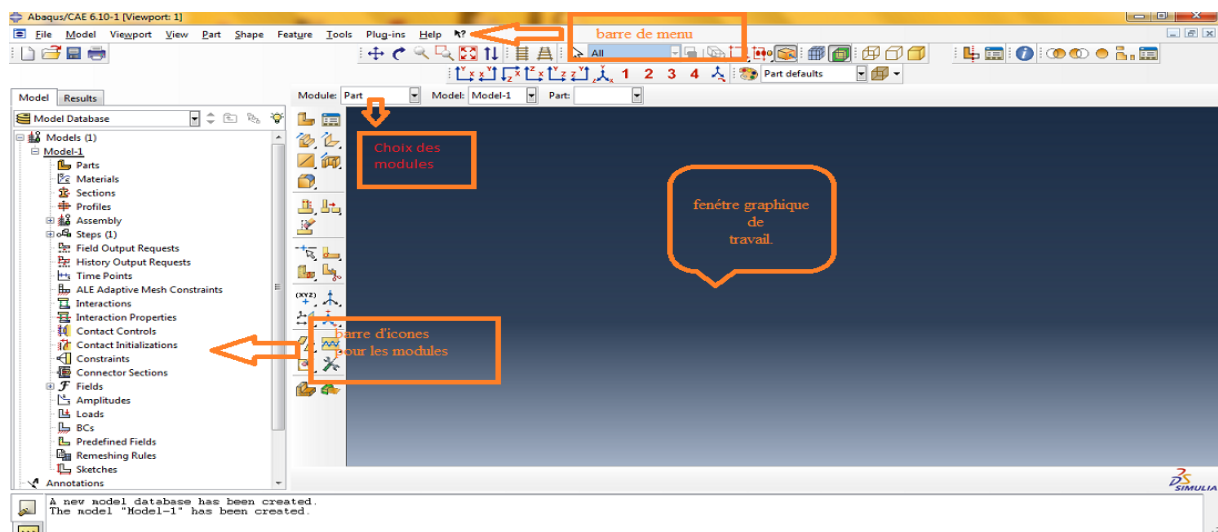 Abaqus/CAE 6.10-1 [Viewport: 1]
File Model Viewport View Part Shape Feature Tools Plug-ins Help
barre de menu
All
1 2 3 4
Part defaults
Model Results
Module: Part Model: Model-1 Part:
Model Database
Models (1)
Model-1
Parts
Materials
Sections
Profiles
Assembly
Steps (1)
Field Output Requests
History Output Requests
Time Points
ALE Adaptive Mesh Constraints
Interactions
Interaction Properties
Contact Controls
Contact Initializations
Constraints
Connector Sections
Fields
Amplitudes
Loads
BCs
Predefined Fields
Remeshing Rules
Sketches
Annotations
(XYZ)
Choix des
modules
fenétre graphique
de
travail.
barre d'icones
pour les modules
SIMULIA
A new model database has been created.
The model "Model-1" has been created.